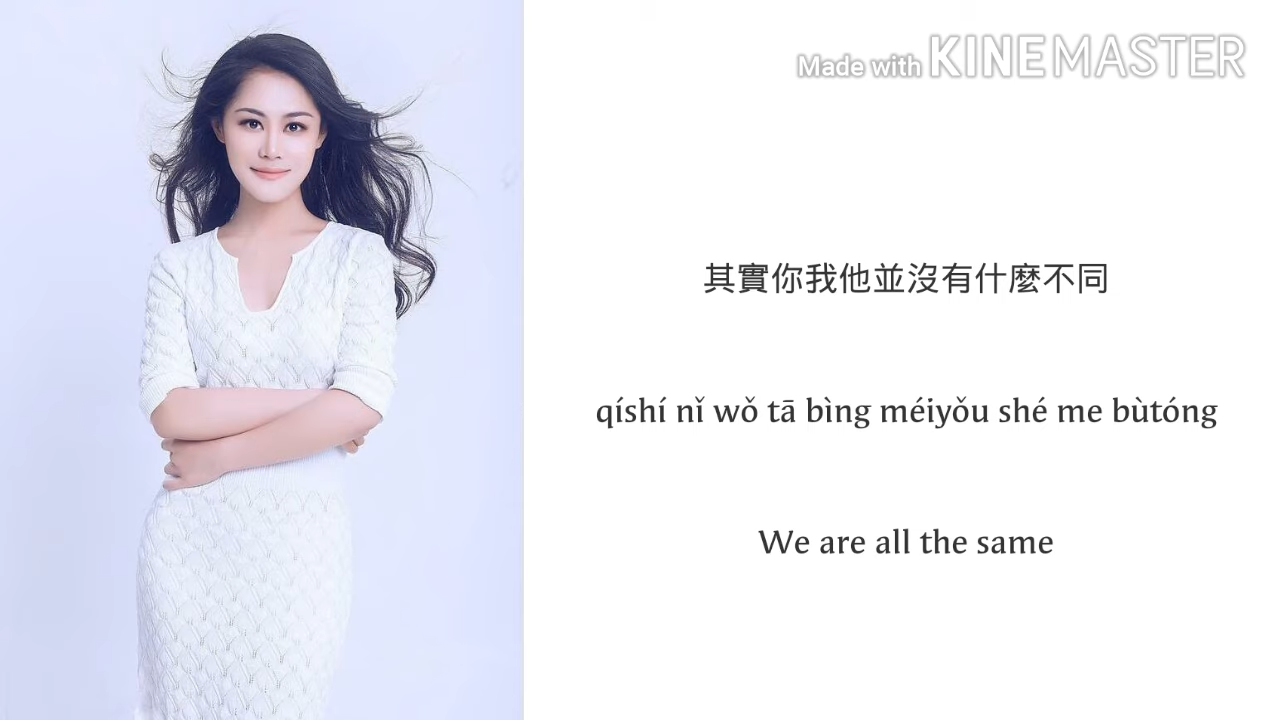 Made with KINEMASTER
其實你我他並沒有什麼不同
qíshí nǐ wǒ tā bìng méiyǒu shé me bùtóng
We are all the same